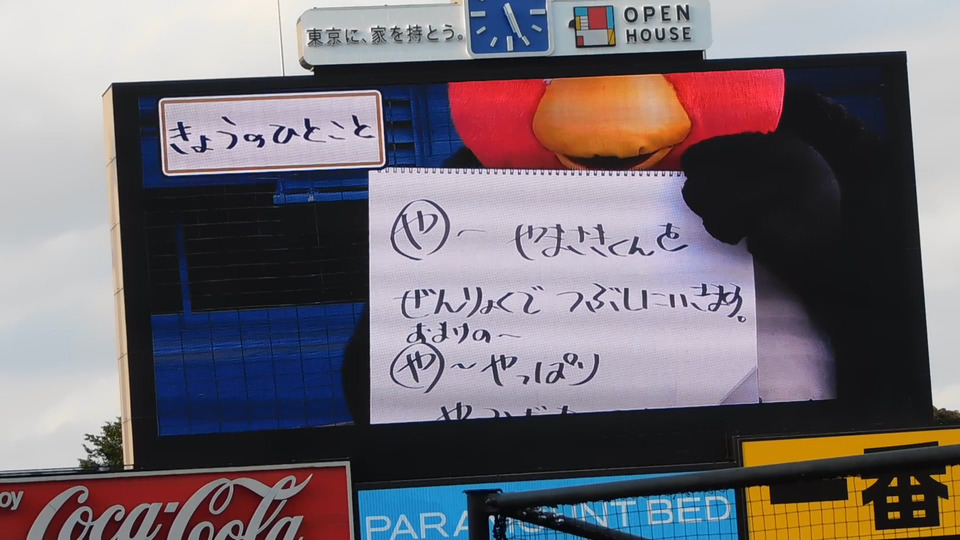 東京に、家を持とう。
OPEN
HOUSE
きょうのひとこと
や～ やまさきくんを
ぜんりょくで つぶしにいきます。
おまりの～
や～やっぱり
oy
Coca-Cola
PARAMOUNT BED
一番